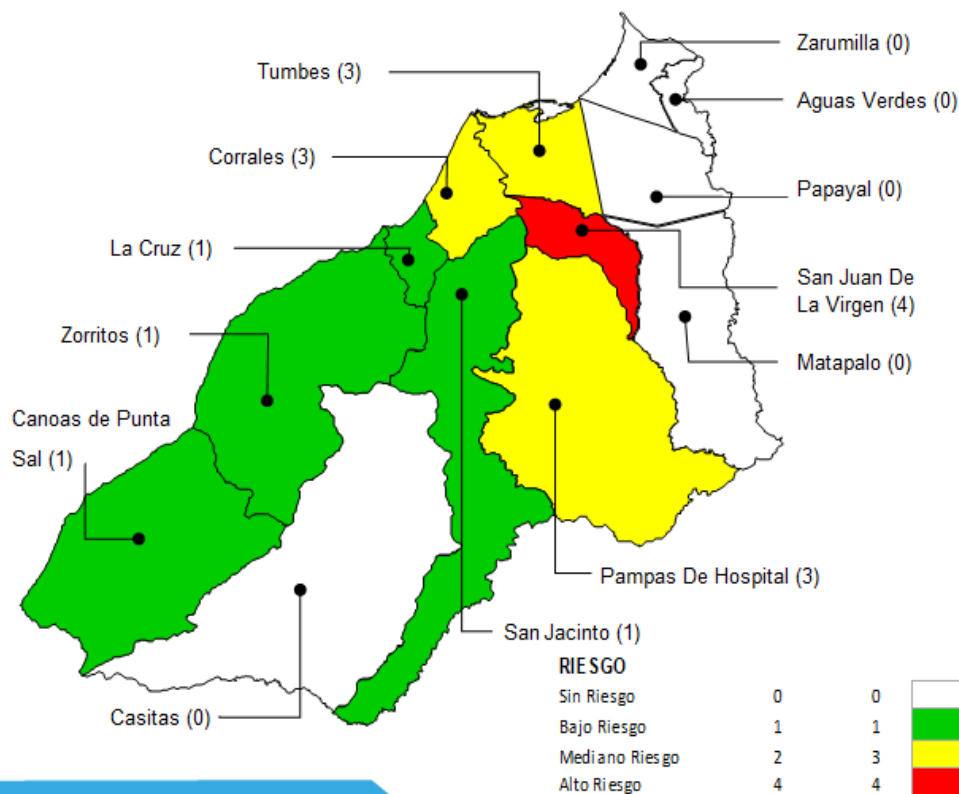 Zarumilla (0)
Tumbes (3)
Aguas Verdes (0)
Corrales (3)
Papayal (0)
La Cruz (1)
San Juan De
La Virgen (4)
Zorritos (1)
Matapalo (0)
Canoas de Punta
Sal (1)
Pampas De Hospital (3)
San Jacinto (1)
Casitas (0)
RIESGO
Sin Riesgo 0 0
Bajo Riesgo 1 1
Mediano Riesgo 2 3
Alto Riesgo 4 4